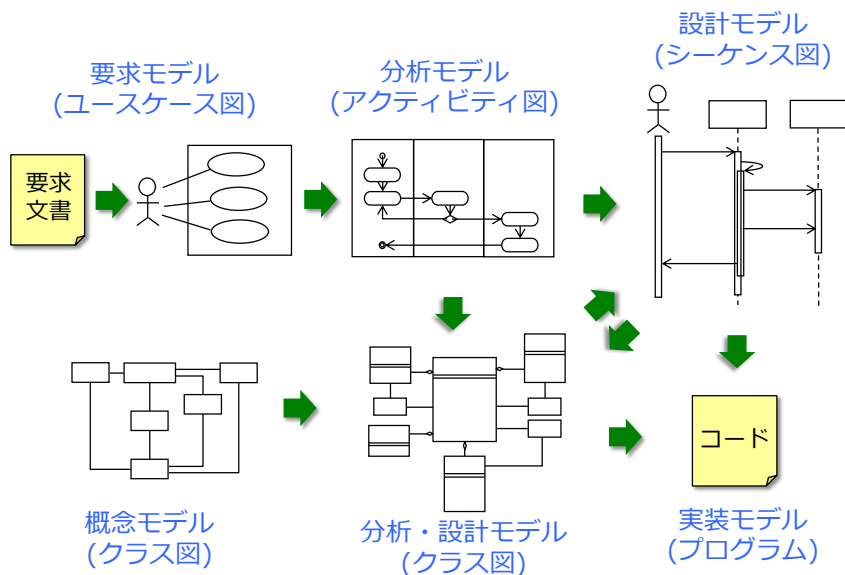 要求モデル
(ユースケース図)
分析モデル
(アクティビティ図)
設計モデル
(シーケンス図)
要求
文書
コード
概念モデル
(クラス図)
分析・設計モデル
(クラス図)
実装モデル
(プログラム)